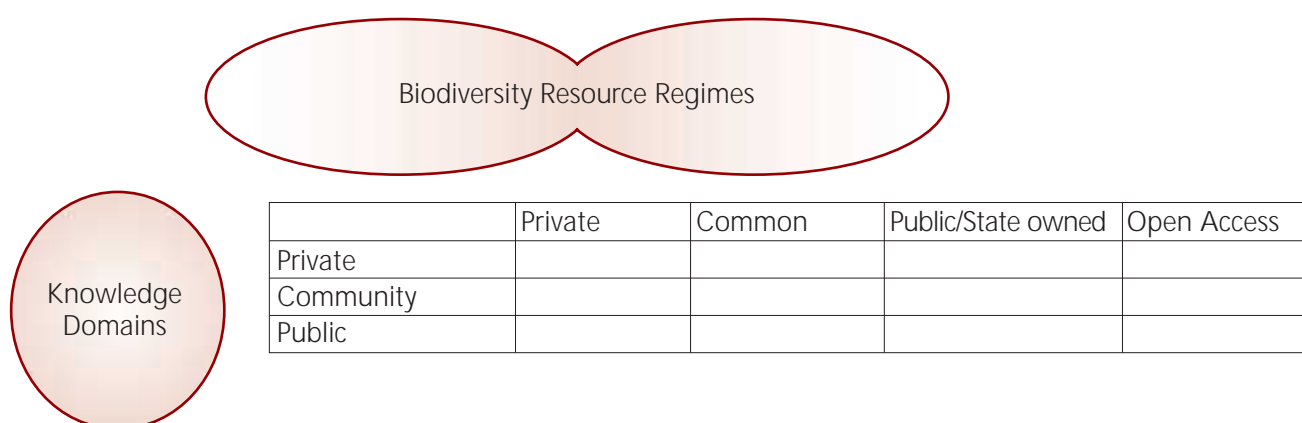 Biodiversity Resource Regimes
Private Common Public/State owned Open Access
Private
Community
Public
Knowledge
Domains